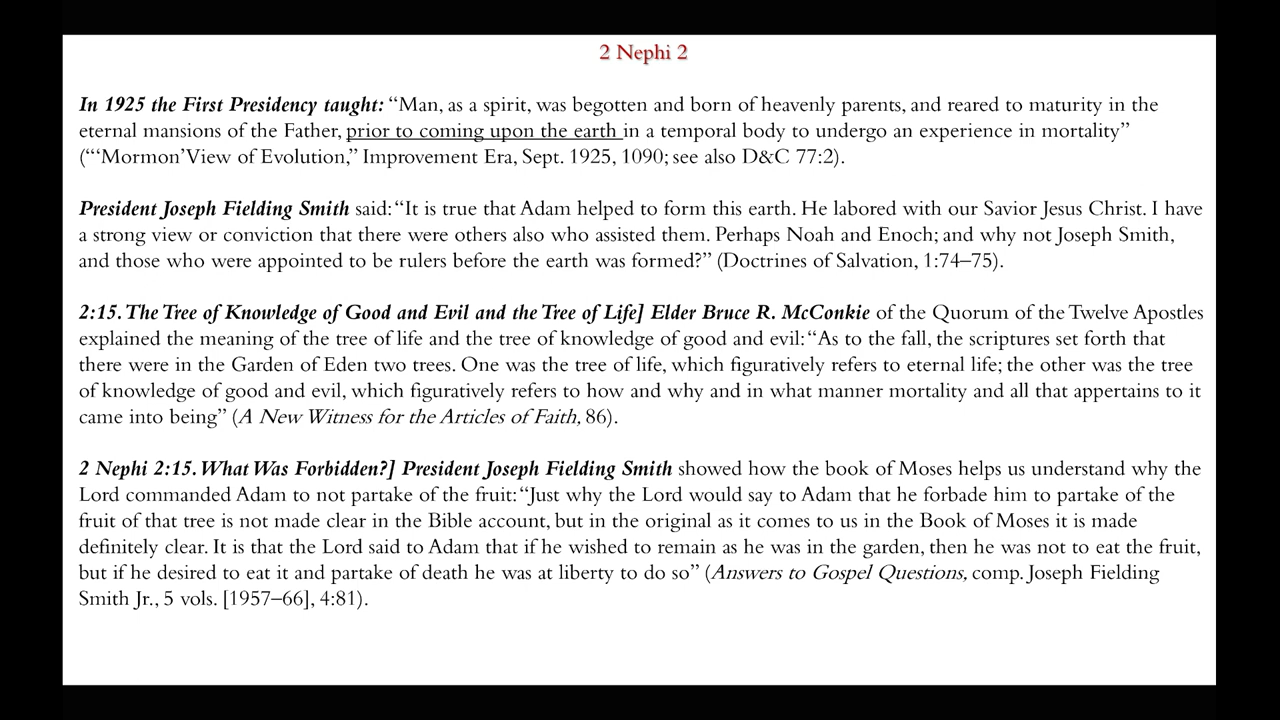 2 Nephi 2
In 1925 the First Presidency taught: “Man, as a spirit, was begotten and born of heavenly parents, and reared to maturity in the
eternal mansions of the Father, prior to coming upon the earth in a temporal body to undergo an experience in mortality”
(“‘Mormon’ View of Evolution,” Improvement Era, Sept. 1925, 1090; see also D&C 77:2).
President Joseph Fielding Smith said: “It is true that Adam helped to form this earth. He labored with our Savior Jesus Christ. I have
a strong view or conviction that there were others also who assisted them. Perhaps Noah and Enoch; and why not Joseph Smith,
and those who were appointed to be rulers before the earth was formed?” (Doctrines of Salvation, 1:74–75).
2:15. The Tree of Knowledge of Good and Evil and the Tree of Life] Elder Bruce R. McConkie of the Quorum of the Twelve Apostles
explained the meaning of the tree of life and the tree of knowledge of good and evil: “As to the fall, the scriptures set forth that
there were in the Garden of Eden two trees. One was the tree of life, which figuratively refers to eternal life; the other was the tree
of knowledge of good and evil, which figuratively refers to how and why and in what manner mortality and all that appertains to it
came into being” (A New Witness for the Articles of Faith, 86).
2 Nephi 2:15. What Was Forbidden?] President Joseph Fielding Smith showed how the book of Moses helps us understand why the
Lord commanded Adam to not partake of the fruit: “Just why the Lord would say to Adam that he forbade him to partake of the
fruit of that tree is not made clear in the Bible account, but in the original as it comes to us in the Book of Moses it is made
definitely clear. It is that the Lord said to Adam that if he wished to remain as he was in the garden, then he was not to eat the fruit,
but if he desired to eat it and partake of death he was at liberty to do so” (Answers to Gospel Questions, comp. Joseph Fielding
Smith Jr., 5 vols. [1957–66], 4:81).